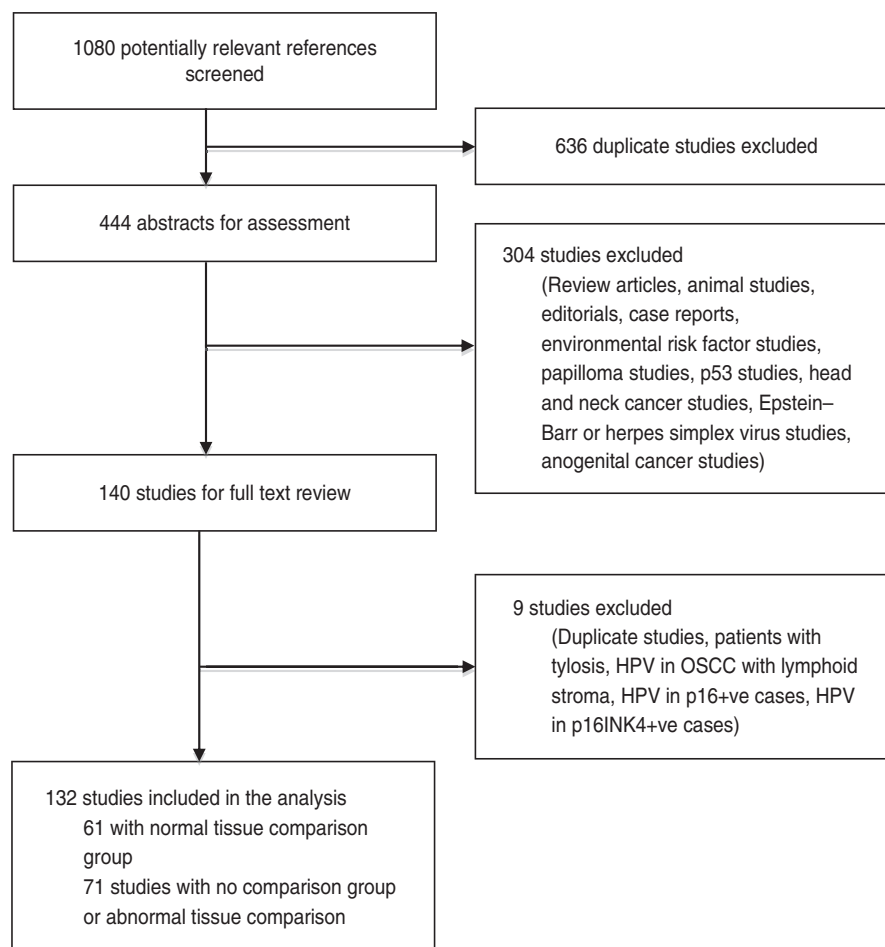 1080 potentially relevant references
screened
636 duplicate studies excluded
444 abstracts for assessment
304 studies excluded
(Review articles, animal studies,
editorials, case reports,
environmental risk factor studies,
papilloma studies, p53 studies, head
and neck cancer studies, Epstein–
Barr or herpes simplex virus studies,
anogenital cancer studies)
140 studies for full text review
9 studies excluded
(Duplicate studies, patients with
tylosis, HPV in OSCC with lymphoid
stroma, HPV in p16+ve cases, HPV
in p16INK4+ve cases)
132 studies included in the analysis
61 with normal tissue comparison
group
71 studies with no comparison group
or abnormal tissue comparison